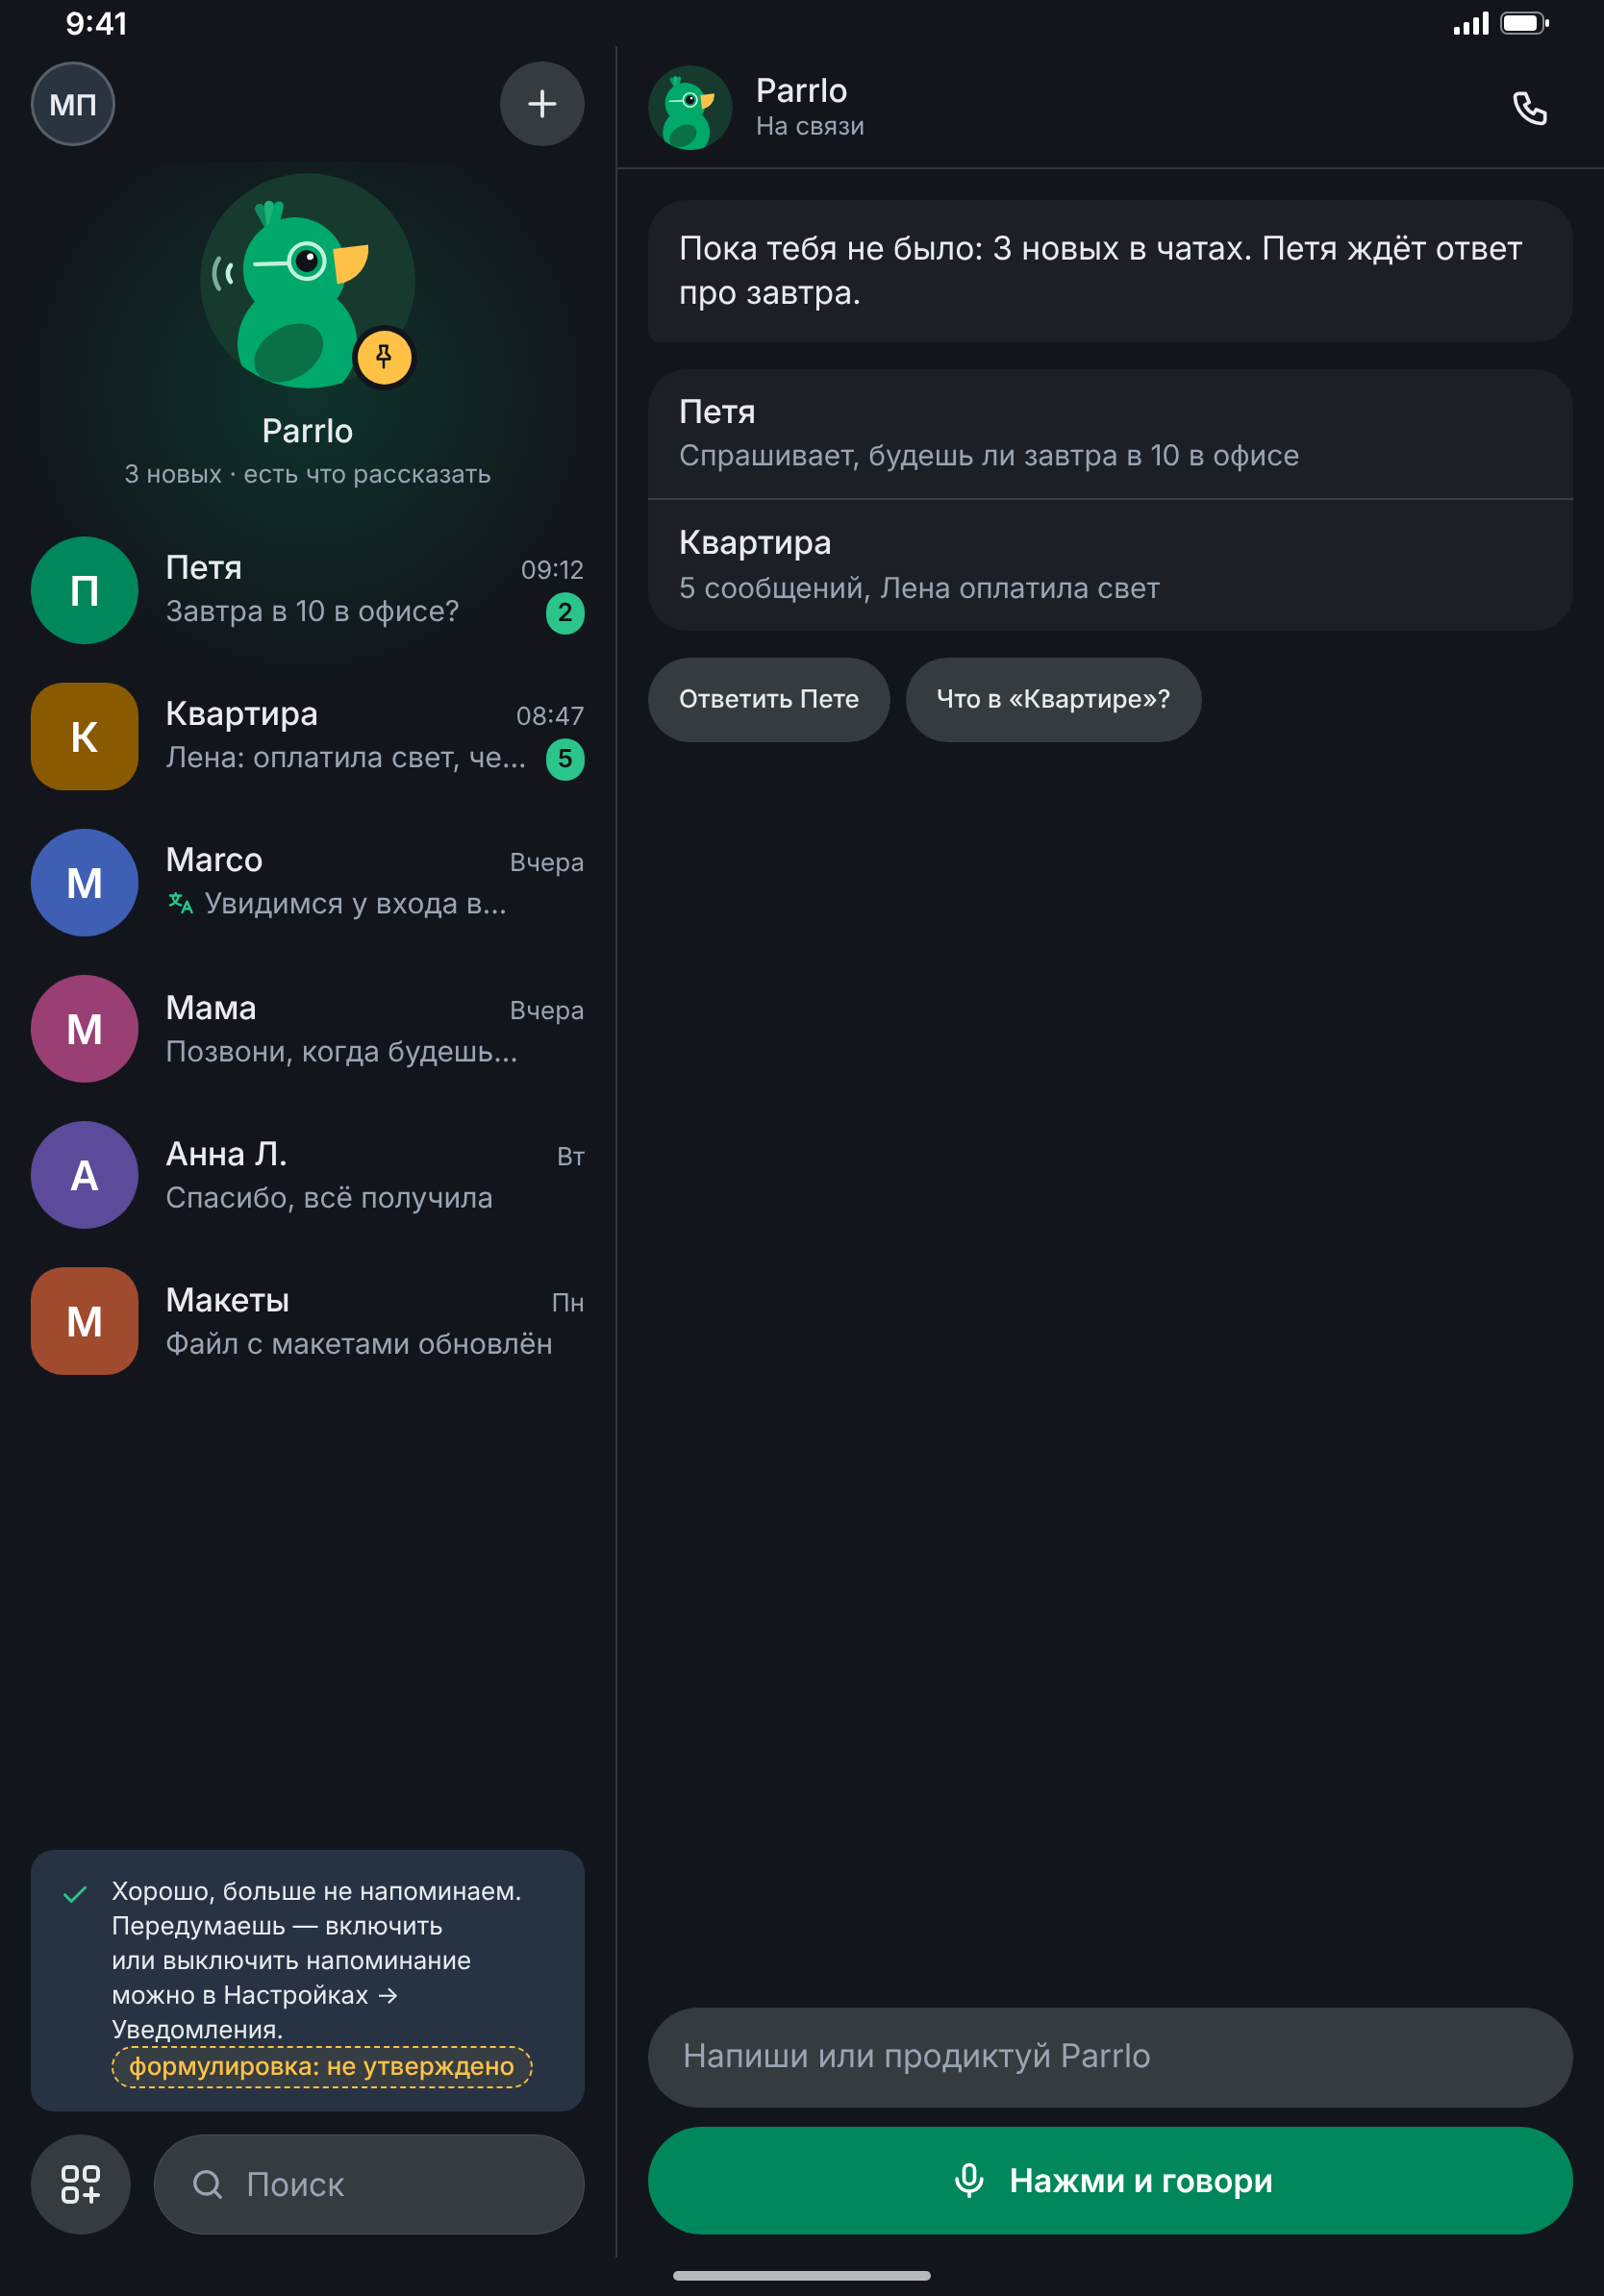 9:41
МП
Parrlo
3 новых · есть что рассказать
П
Петя
09:12
Завтра в 10 в офисе?
2
К
Квартира
08:47
Лена: оплатила свет, че...
5
M
Marco
Вчера
Увидимся у входа в...
М
Мама
Вчера
Позвони, когда будешь...
А
Анна Л.
Вт
Спасибо, всё получила
М
Макеты
Пн
Файл с макетами обновлён
Хорошо, больше не напоминаем.
Передумаешь — включить
или выключить напоминание
можно в Настройках →
Уведомления.
формулировка: не утверждено
Поиск
Parrlo
На связи
Пока тебя не было: 3 новых в чатах. Петя ждёт ответ
про завтра.
Петя
Спрашивает, будешь ли завтра в 10 в офисе
Квартира
5 сообщений, Лена оплатила свет
Ответить Пете
Что в «Квартире»?
Напиши или продиктуй Parrlo
Нажми и говори